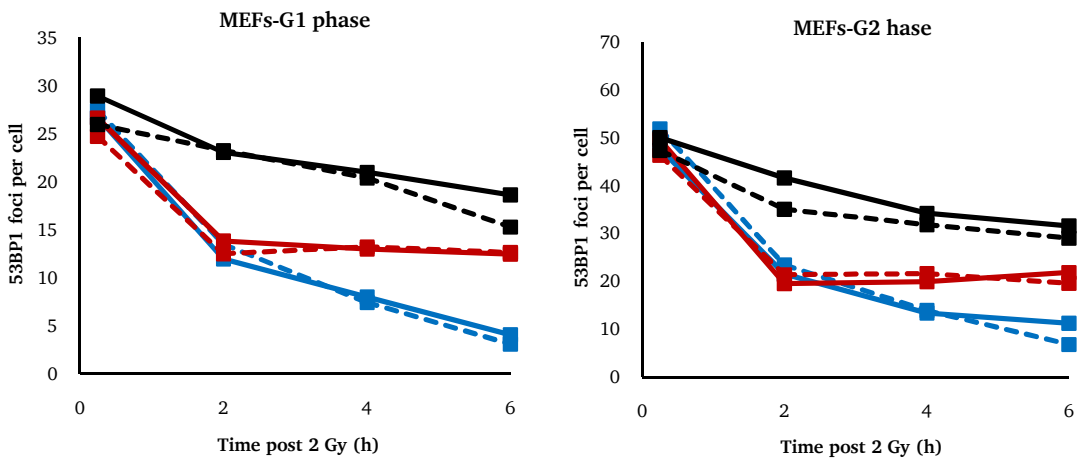 MEFs-G1 phase
35
30
25
20
15
10
5
0
53BP1 foci per cell
0 2 4 6
Time post 2 Gy (h)
MEFs-G2 hase
70
60
50
40
30
20
10
0
53BP1 foci per cell
0 2 4 6
Time post 2 Gy (h)